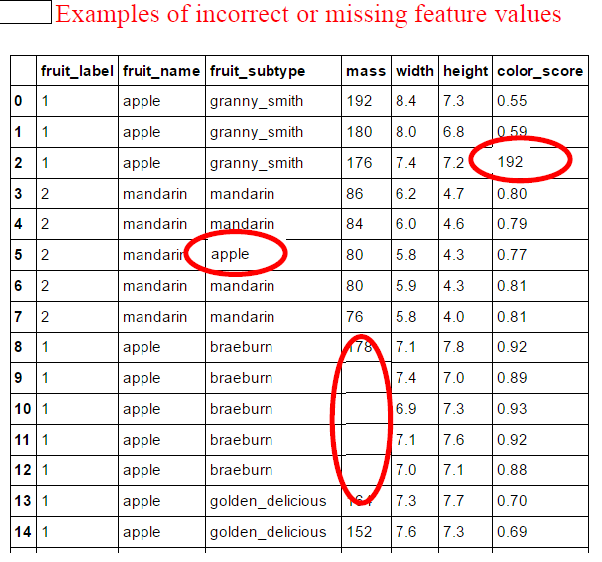 Examples of incorrect or missing feature values
fruit_label fruit_name fruit_subtype mass width height color_score
0 1 apple granny_smith 192 8.4 7.3 0.55
1 1 apple granny_smith 180 8.0 6.8 0.59
2 1 apple granny_smith 176 7.4 7.2 192
3 2 mandarin mandarin 86 6.2 4.7 0.80
4 2 mandarin mandarin 84 6.0 4.6 0.79
5 2 mandarin apple 80 5.8 4.3 0.77
6 2 mandarin mandarin 80 5.9 4.3 0.81
7 2 mandarin mandarin 76 5.8 4.0 0.81
8 1 apple braeburn 178 7.1 7.8 0.92
9 1 apple braeburn 7.4 7.0 0.89
10 1 apple braeburn 6.9 7.3 0.93
11 1 apple braeburn 7.1 7.6 0.92
12 1 apple braeburn 7.0 7.1 0.88
13 1 apple golden_delicious 164 7.3 7.7 0.70
14 1 apple golden_delicious 152 7.6 7.3 0.69